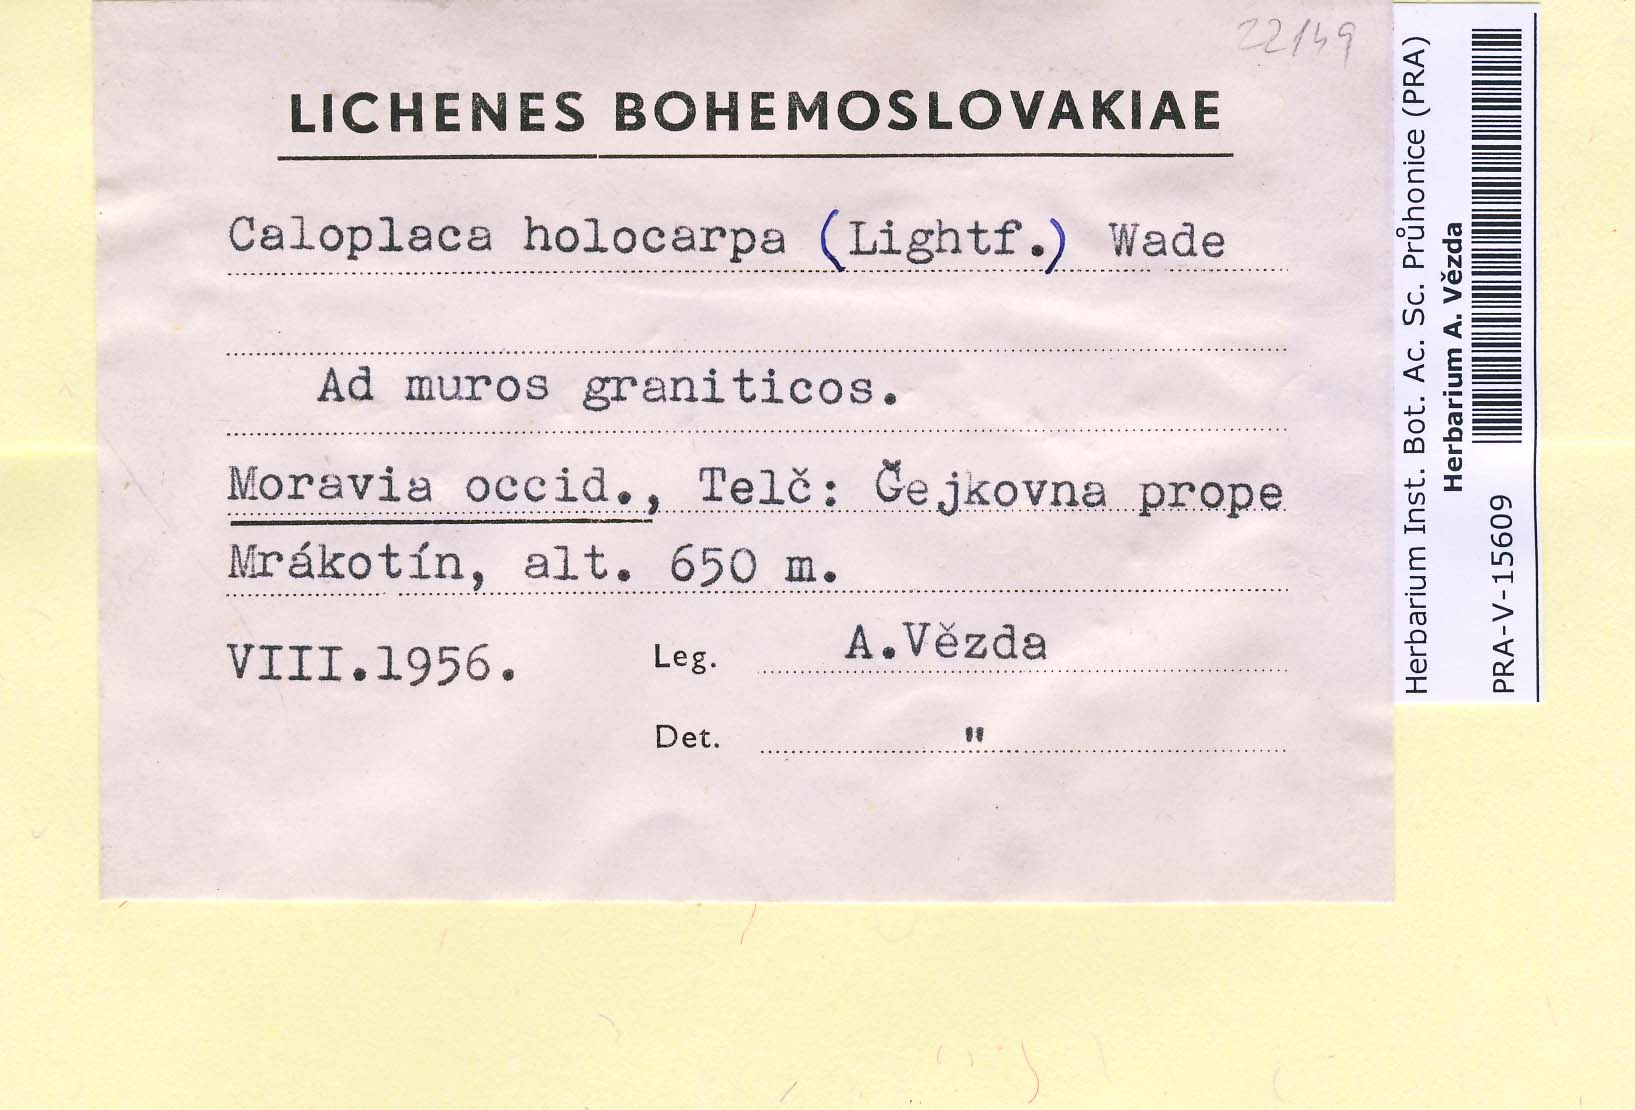 22149
LICHENES BOHEMOSLOVAKIAE
Caloplaca holocarpa (Lightf.) Wade
Ad muros graniticos.
Moravia occid., Telč: Čejkovna prope
Mrákotín, alt. 650 m.
VIII.1956. Leg. A.Vězda
Det. "
Herbarium Inst. Bot. Ac. Sc. Průhonice (PRA)
Herbarium A. Vězda
PRA-V-15609